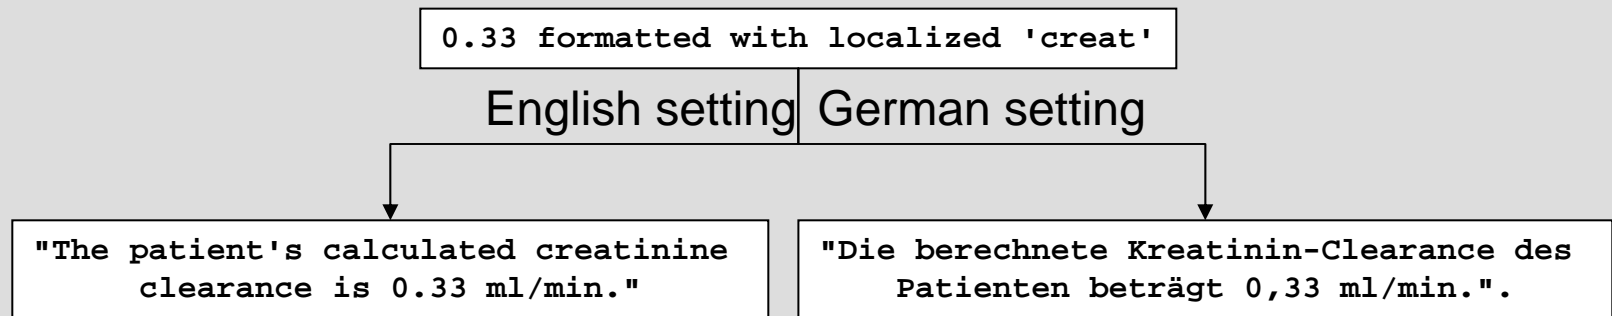 0.33 formatted with localized 'creat'
English setting German setting
"The patient's calculated creatinine
clearance is 0.33 ml/min."
"Die berechnete Kreatinin-Clearance des
Patienten beträgt 0,33 ml/min.".